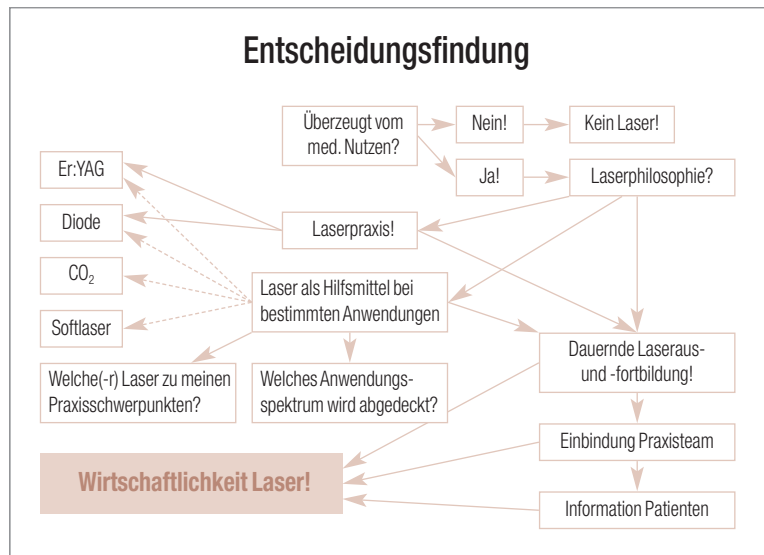 Entscheidungsfindung
Überzeugt vom
med. Nutzen?
Nein!
Kein Laser!
Ja!
Laserphilosophie?
Er:YAG
Diode
CO₂
Softlaser
Laserpraxis!
Laser als Hilfsmittel bei
bestimmten Anwendungen
Welche(-r) Laser zu meinen
Praxisschwerpunkten?
Welches Anwendungs-
spektrum wird abgedeckt?
Dauernde Laseraus-
und -fortbildung!
Einbindung Praxisteam
Information Patienten
Wirtschaftlichkeit Laser!